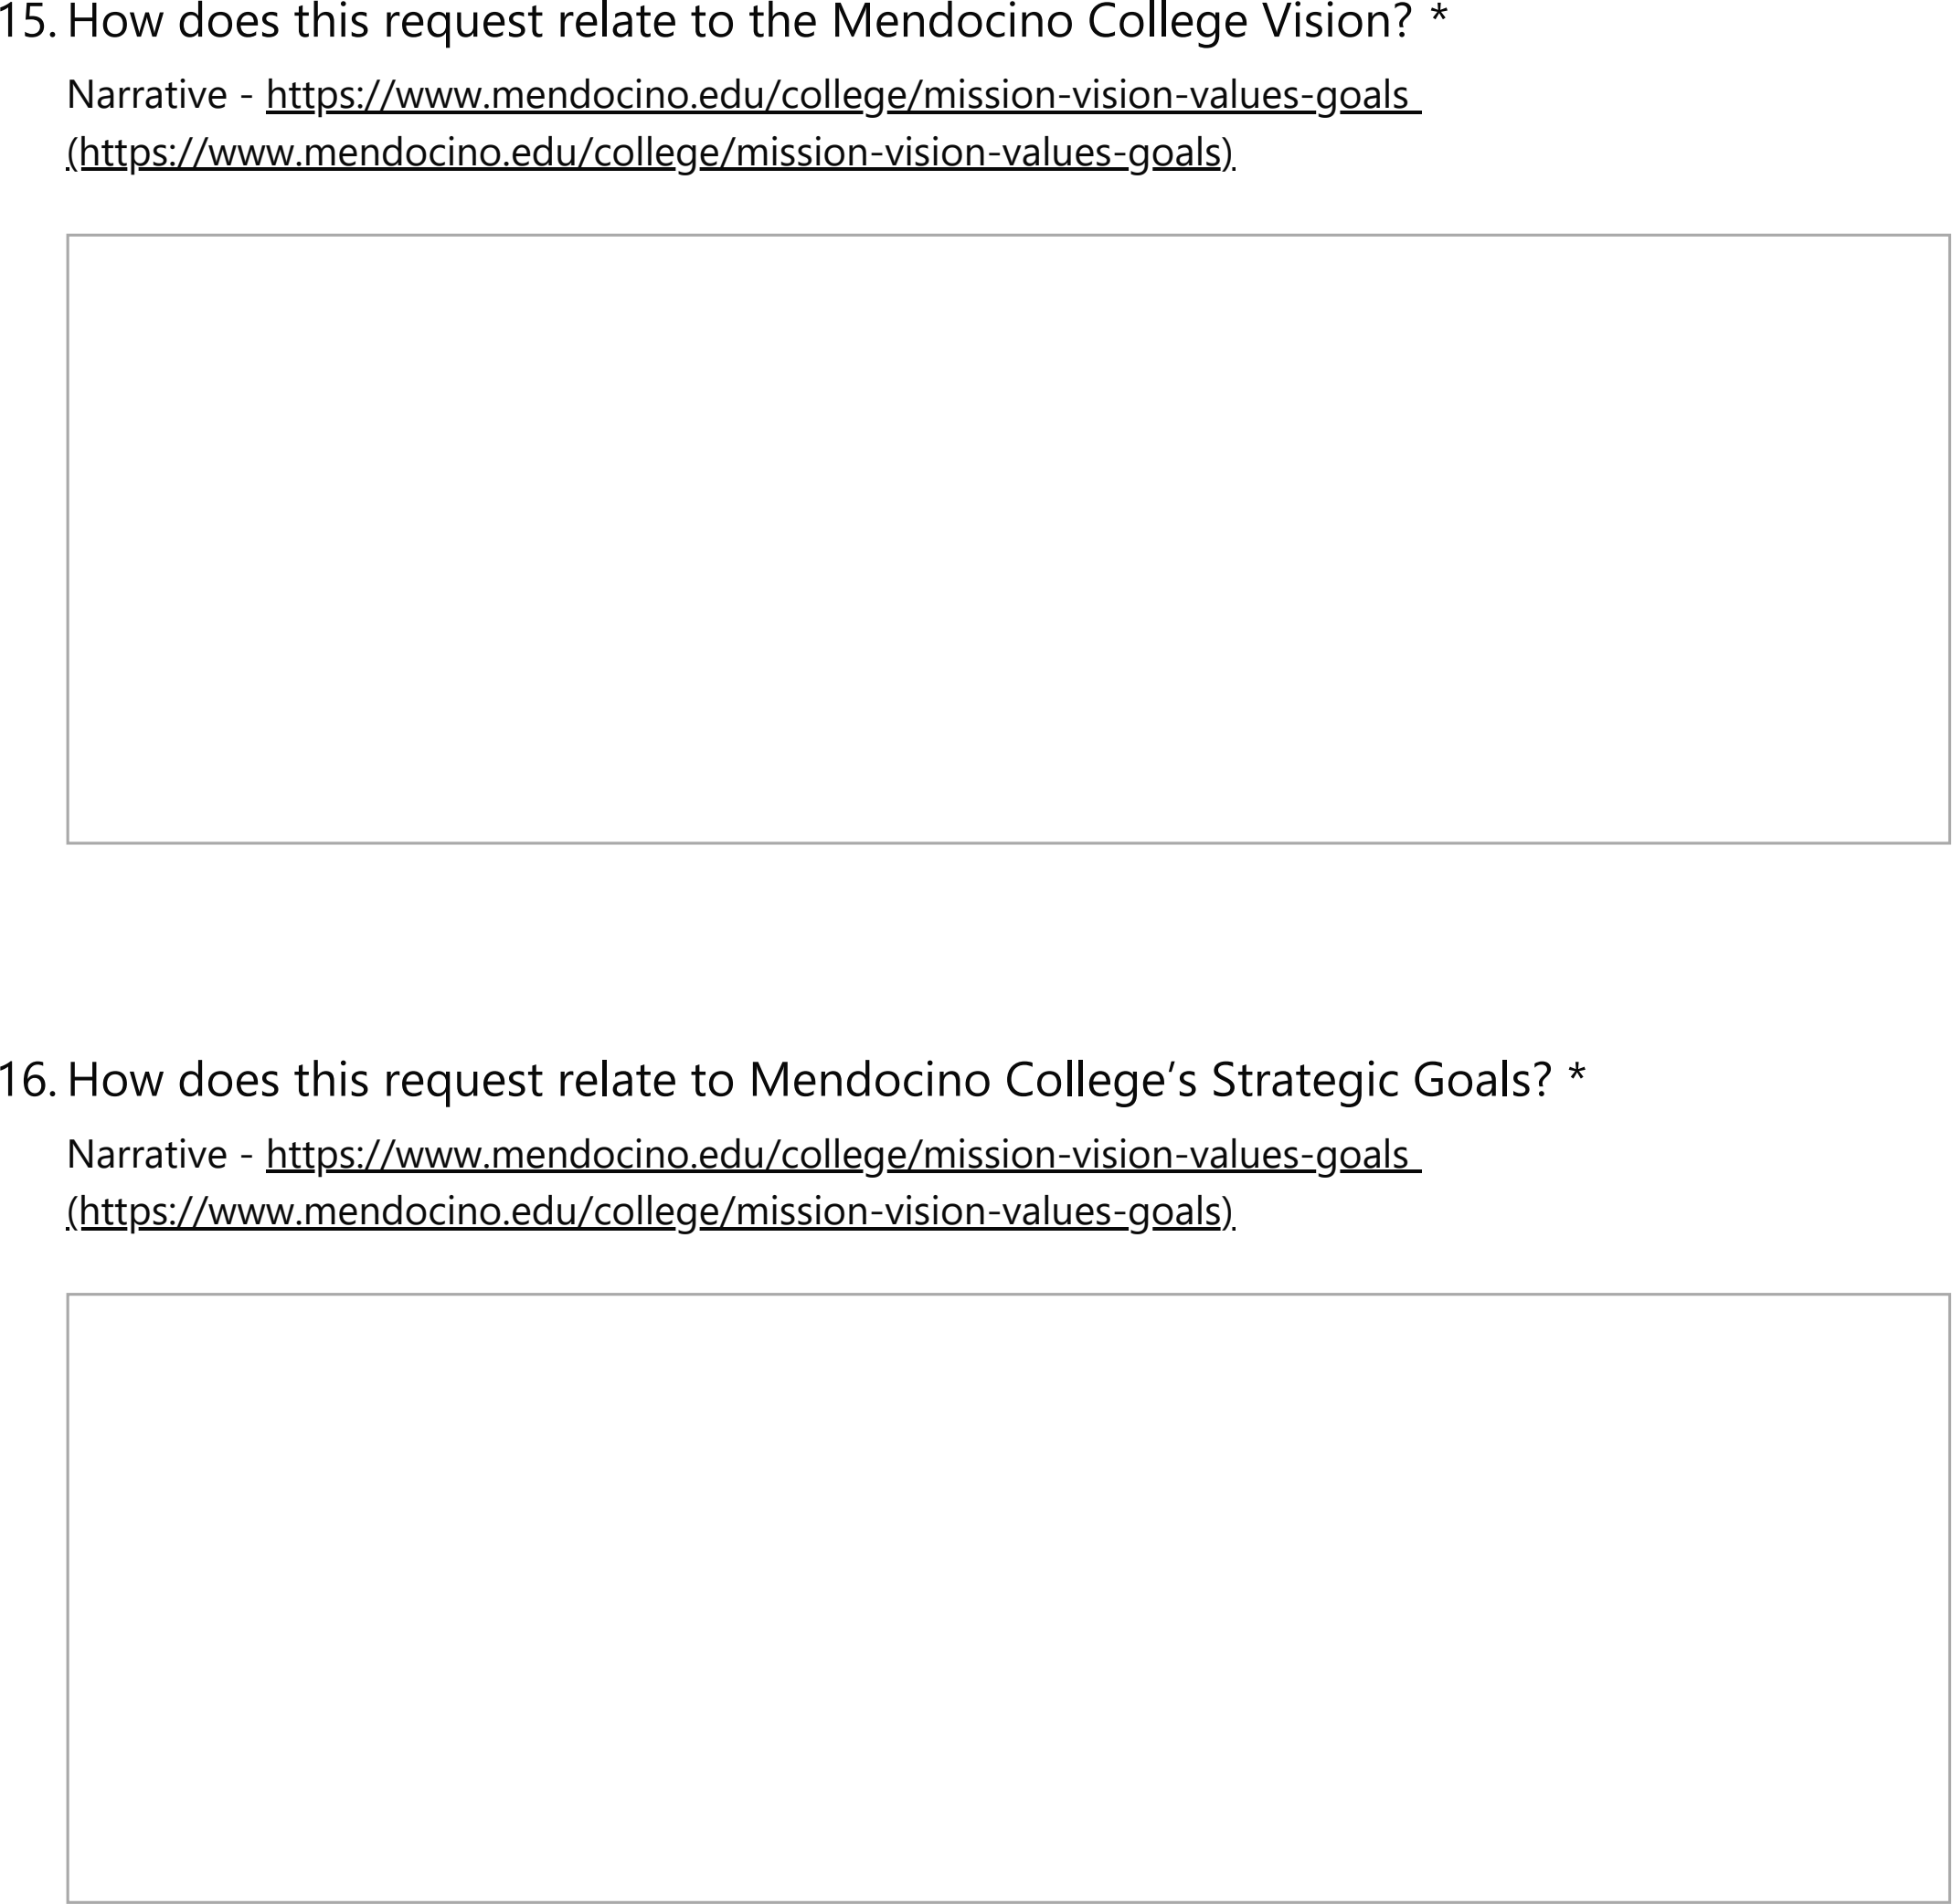 15. How does this request relate to the Mendocino College Vision? *
Narrative - https://www.mendocino.edu/college/mission-vision-values-goals
(https://www.mendocino.edu/college/mission-vision-values-goals)
16. How does this request relate to Mendocino College‘s Strategic Goals? *
Narrative - https://www.mendocino.edu/college/mission-vision-values-goals
(https://www.mendocino.edu/college/mission-vision-values-goals)